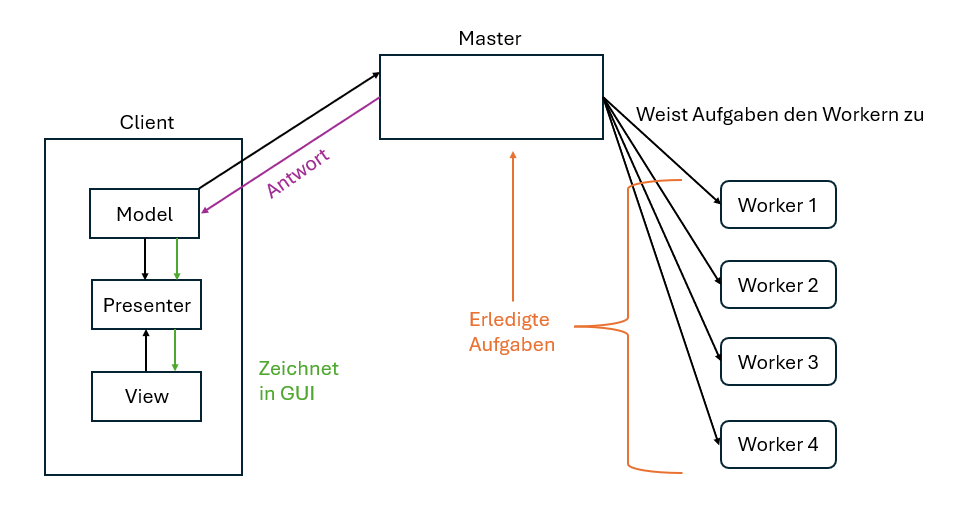 Master
Weist Aufgaben den Workern zu
Client
Antwort
Model
Worker 1
Presenter
Worker 2
Erledigte
Aufgaben
Worker 3
Zeichnet
in GUI
View
Worker 4